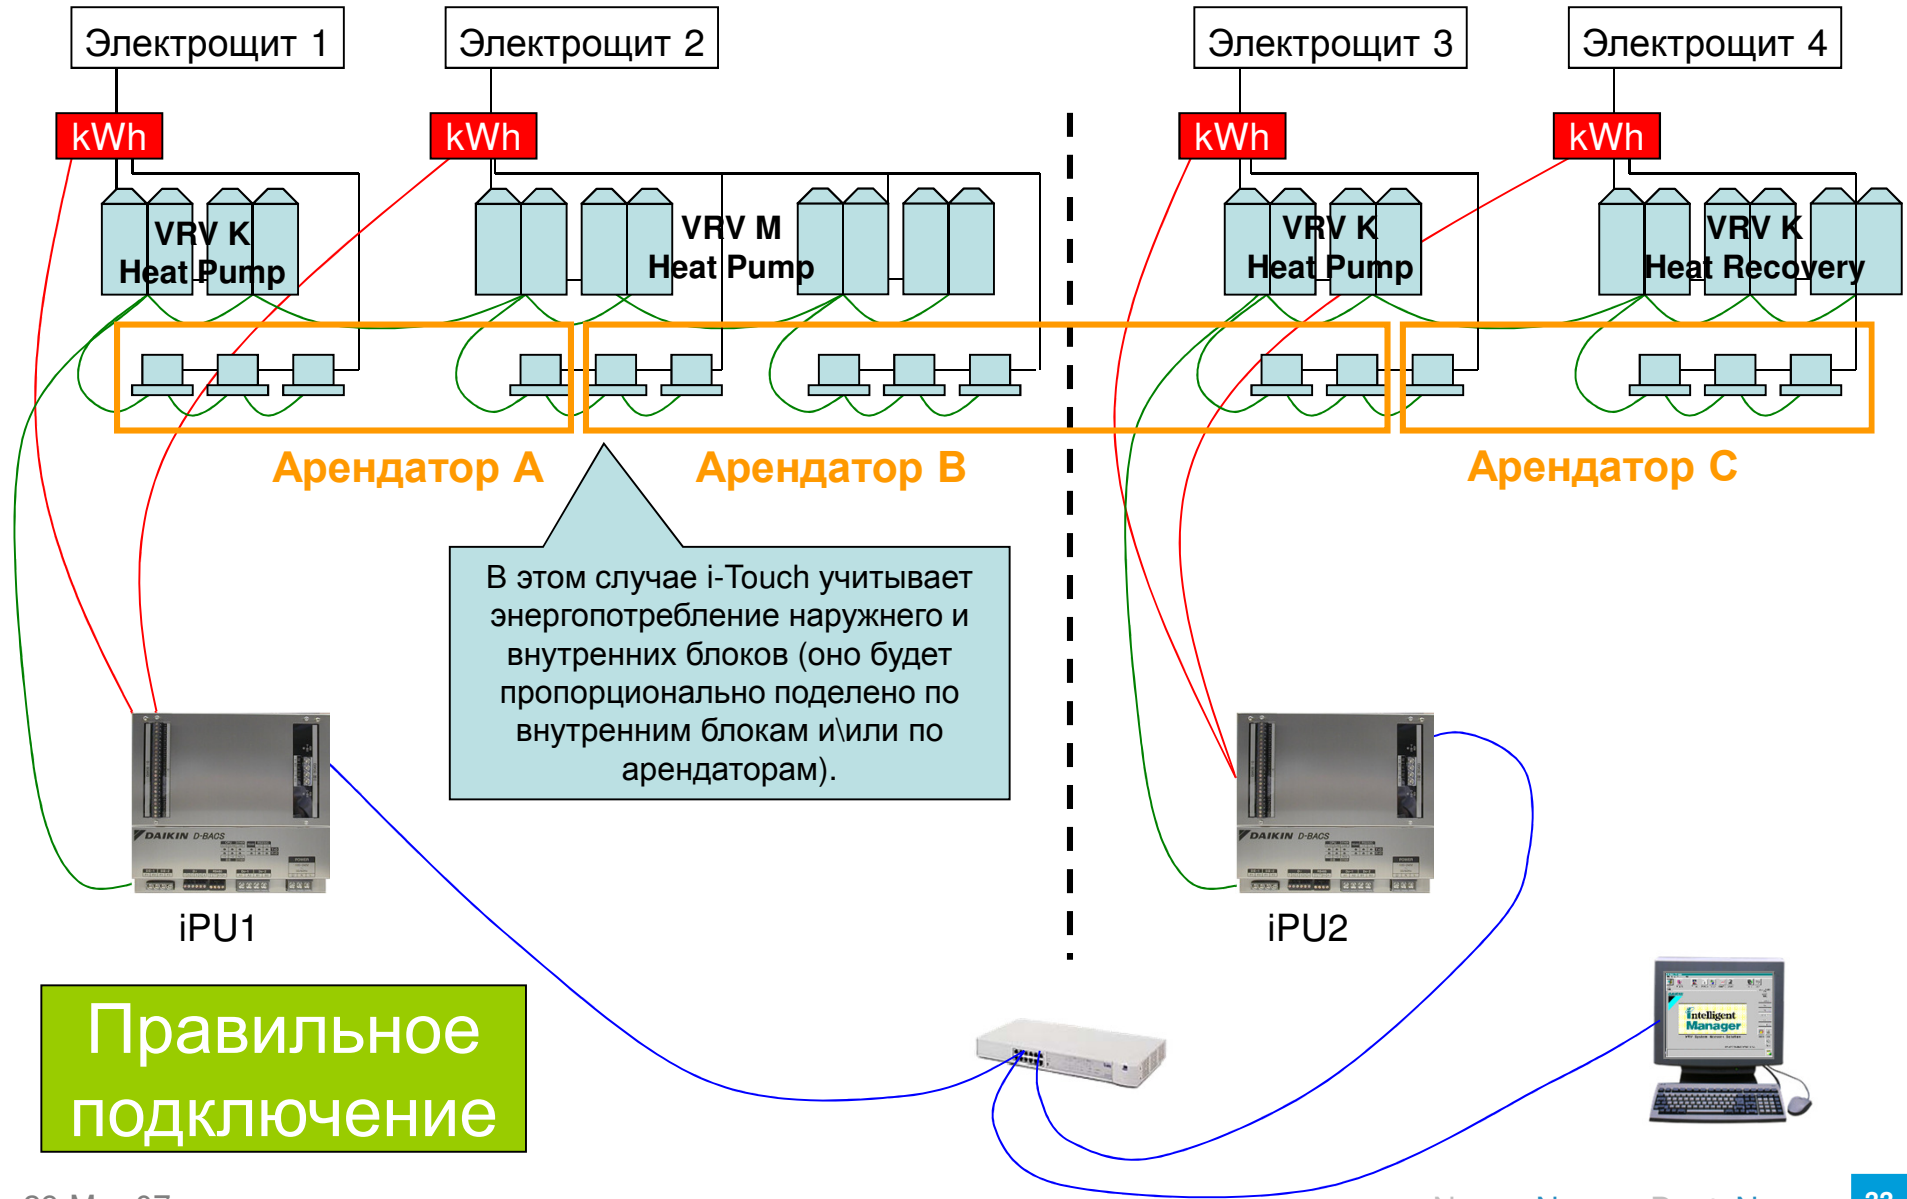 Электрощит 1
Электрощит 2
Электрощит 3
Электрощит 4
kWh
kWh
kWh
kWh
VRV K
Heat Pump
VRV M
Heat Pump
VRV K
Heat Pump
VRV K
Heat Recovery
Арендатор A
Арендатор B
Арендатор C
В этом случае i-Touch учитывает
энергопотребление наружнего и
внутренних блоков (оно будет
пропорционально поделено по
внутренним блокам и\или по
арендаторам).
DAIKIN D-BACS
DAIKIN D-BACS
iPU1
iPU2
intelligent
Manager
Правильное
подключение
22